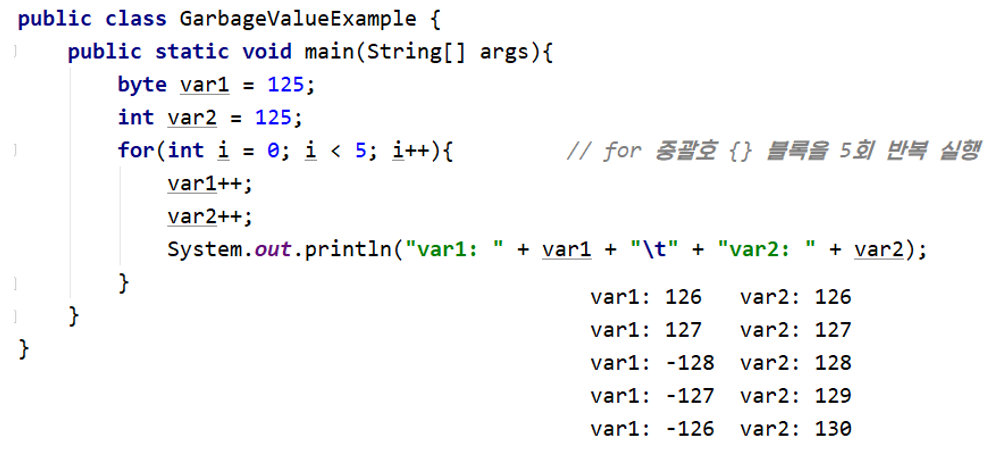 public class GarbageValueExample {
public static void main(String[] args){
byte var1 = 125;
int var2 = 125;
for(int i = 0; i < 5; i++){ // for 중괄호 {} 블록을 5회 반복 실행
var1++;
var2++;
System.out.println("var1: " + var1 + "\t" + "var2: " + var2);
}
var1: 126 var2: 126
}
var1: 127 var2: 127
}
var1: -128 var2: 128
var1: -127 var2: 129
var1: -126 var2: 130